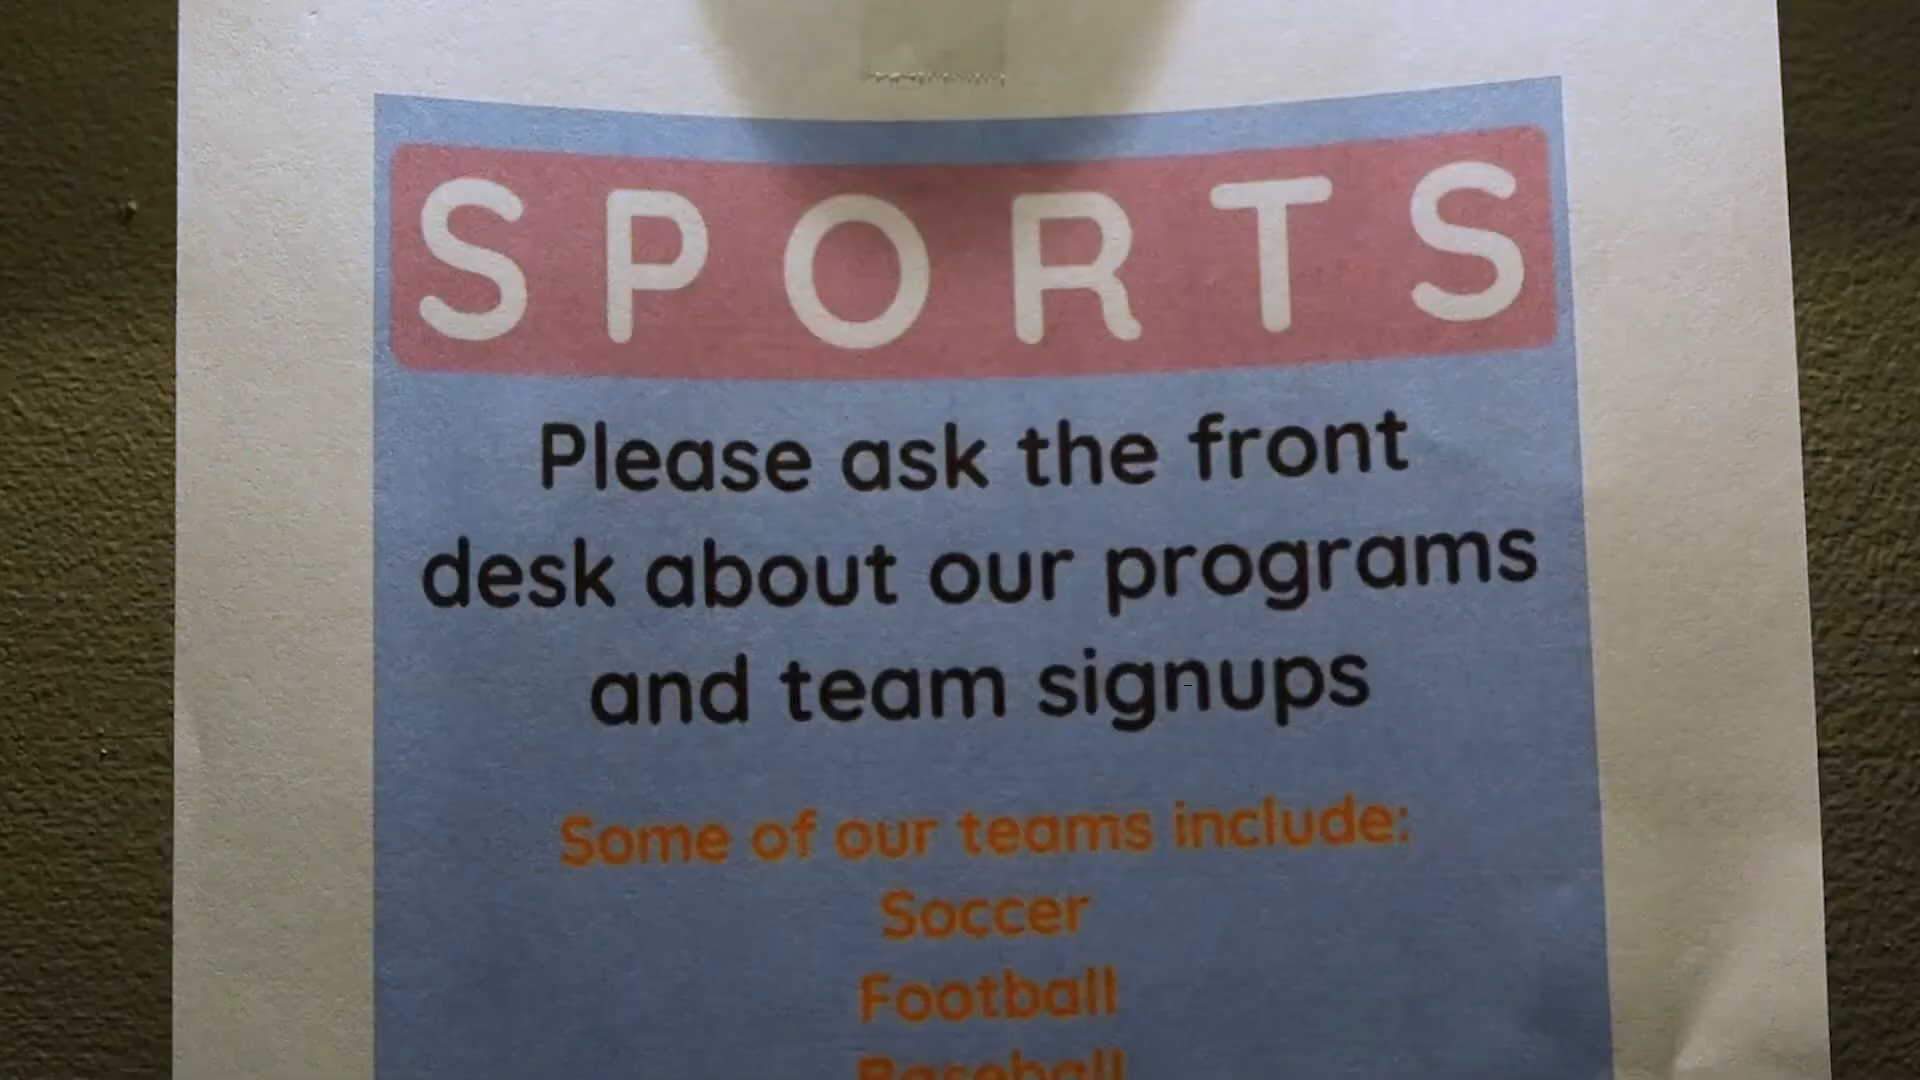 SPORTS
Please ask the front
desk about our programs
and team signups
Some of our teams include:
Soccer
Football
Baseball